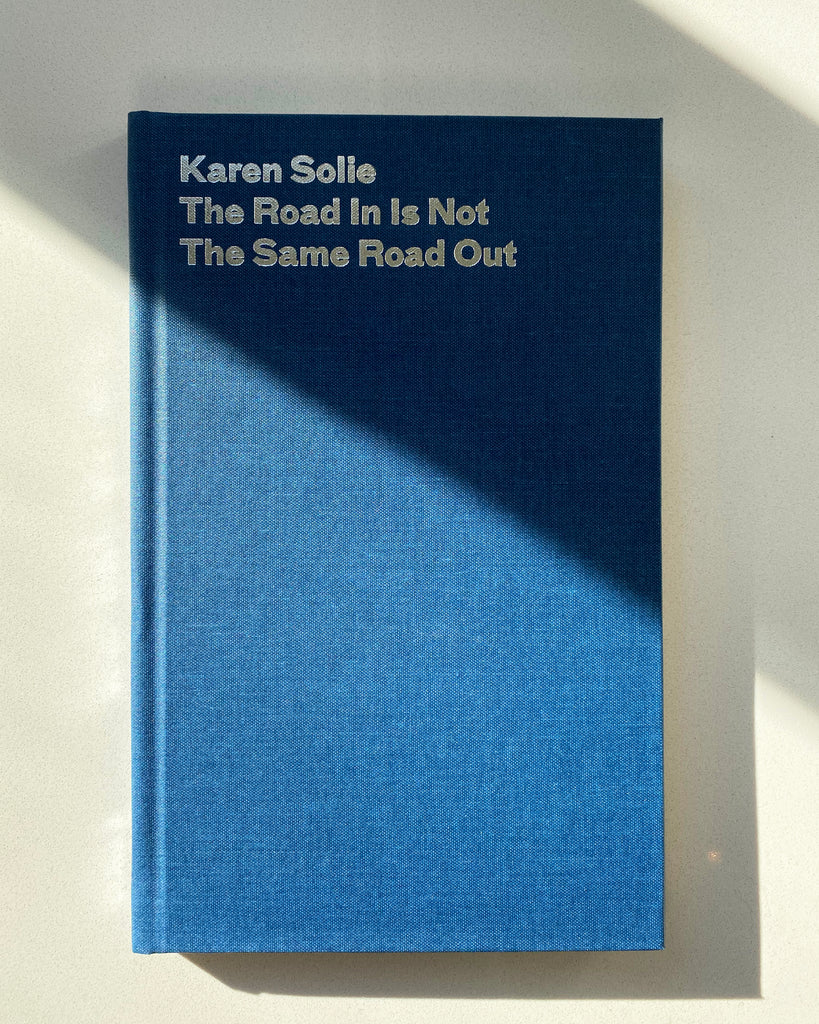 Karen Solie
The Road In Is Not
The Same Road Out